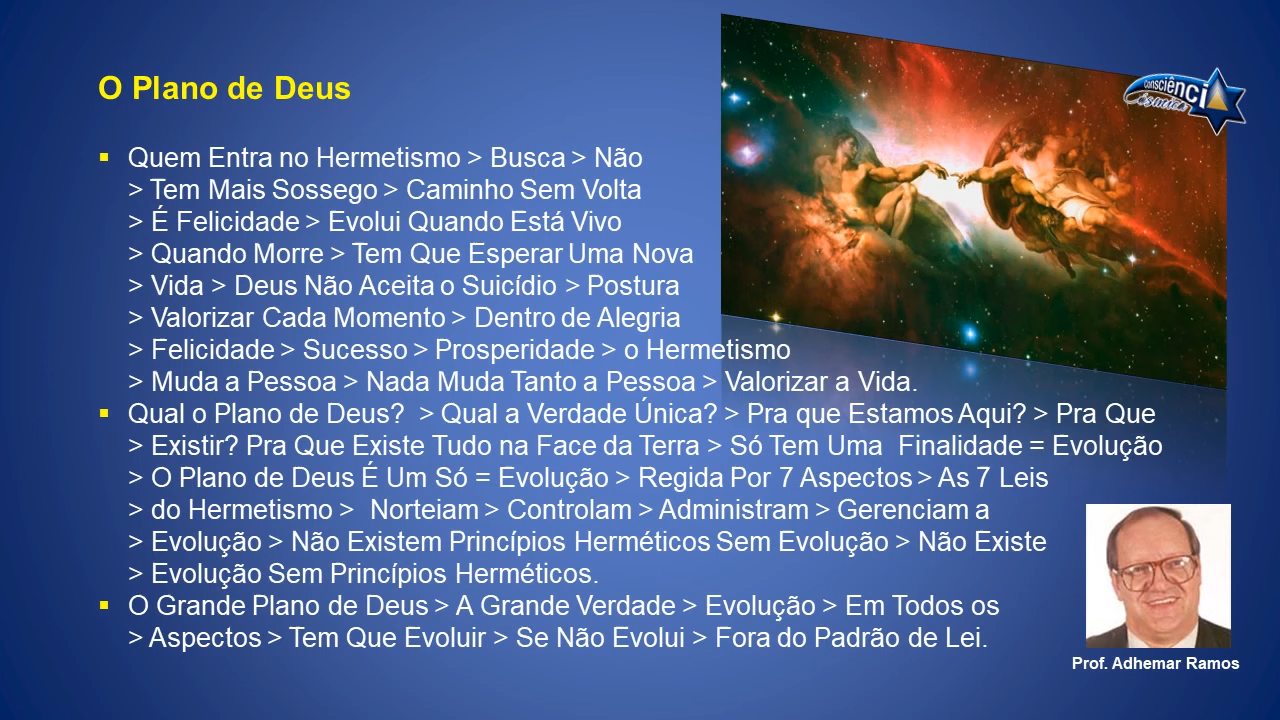 O Plano de Deus
Consciência
Cósmica
▪ Quem Entra no Hermetismo > Busca > Não
> Tem Mais Sossego > Caminho Sem Volta
> É Felicidade > Evolui Quando Está Vivo
> Quando Morre > Tem Que Esperar Uma Nova
> Vida > Deus Não Aceita o Suicídio > Postura
> Valorizar Cada Momento > Dentro de Alegria
> Felicidade > Sucesso > Prosperidade > o Hermetismo
> Muda a Pessoa > Nada Muda Tanto a Pessoa > Valorizar a Vida.
▪ Qual o Plano de Deus?  > Qual a Verdade Única? > Pra que Estamos Aqui? > Pra Que
> Existir? Pra Que Existe Tudo na Face da Terra > Só Tem Uma  Finalidade = Evolução
> O Plano de Deus É Um Só = Evolução > Regida Por 7 Aspectos > As 7 Leis
> do Hermetismo >  Norteiam > Controlam > Administram > Gerenciam a
> Evolução > Não Existem Princípios Herméticos Sem Evolução > Não Existe
> Evolução Sem Princípios Herméticos.
▪ O Grande Plano de Deus > A Grande Verdade > Evolução > Em Todos os
> Aspectos > Tem Que Evoluir > Se Não Evolui > Fora do Padrão de Lei.
Prof. Adhemar Ramos